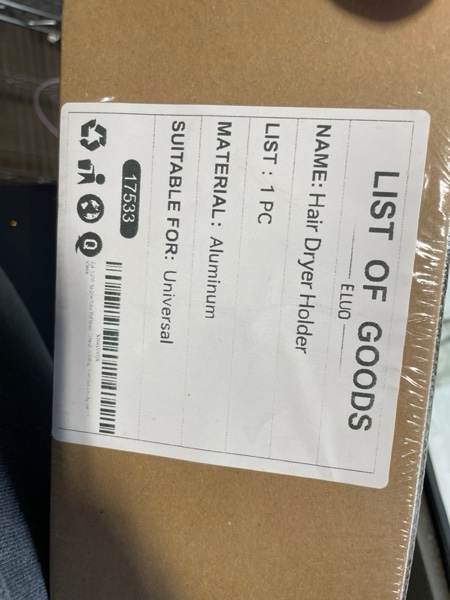 LIST OF GOODS
ELUO
NAME: Hair Dryer Holder
LIST : 1 PC
MATERIAL : Aluminum
SUITABLE FOR: Universal
17533
Q